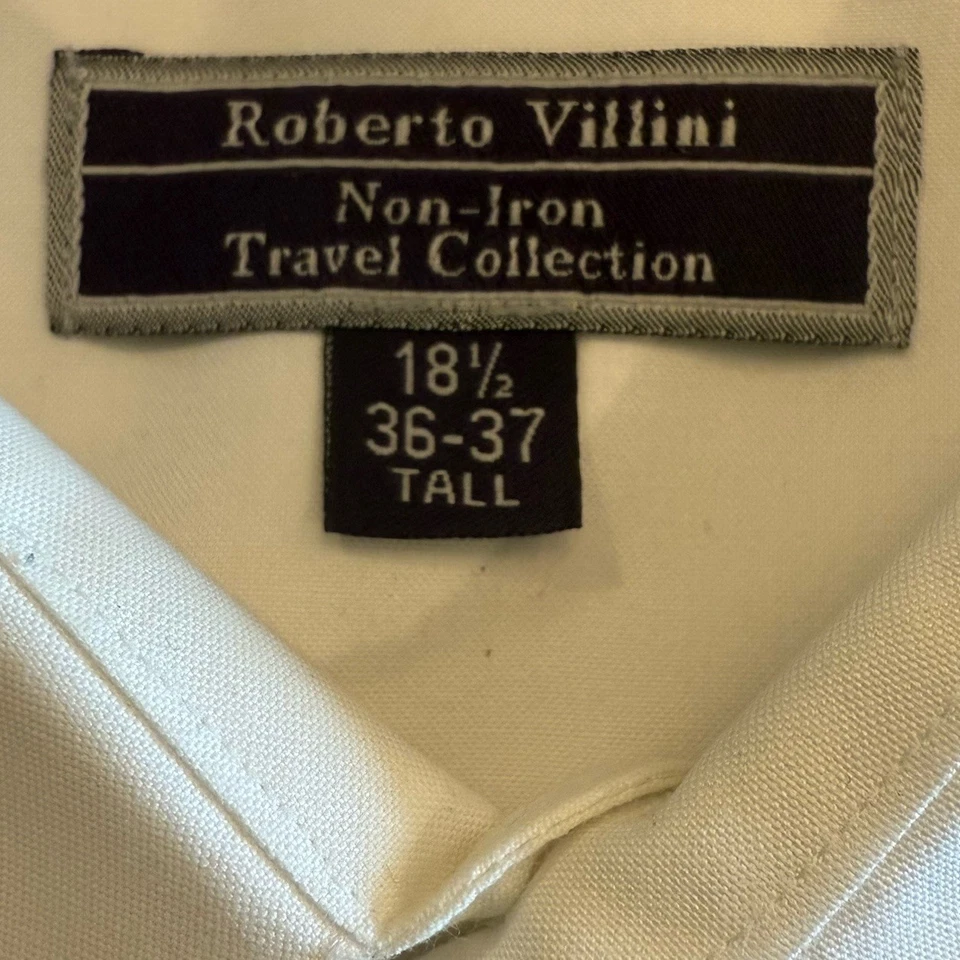 Roberto Villini
Non-Iron
Travel Collection
18½
36-37
TALL